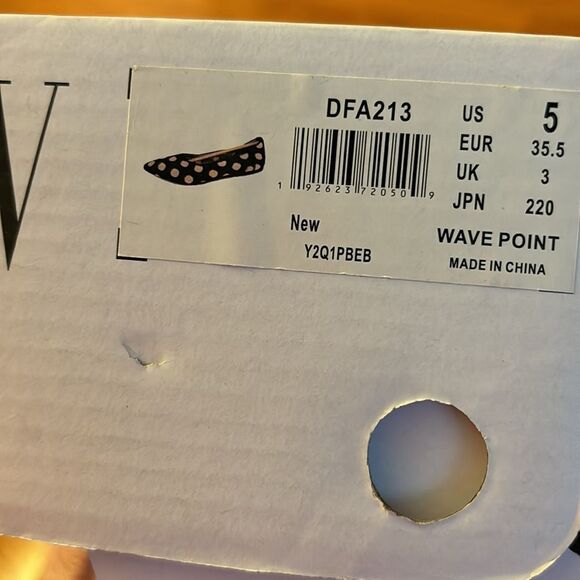 V
DFA213
1 92623 72050 9
New
Y2Q1PBEB
US 5
EUR 35.5
UK 3
JPN 220
WAVE POINT
MADE IN CHINA